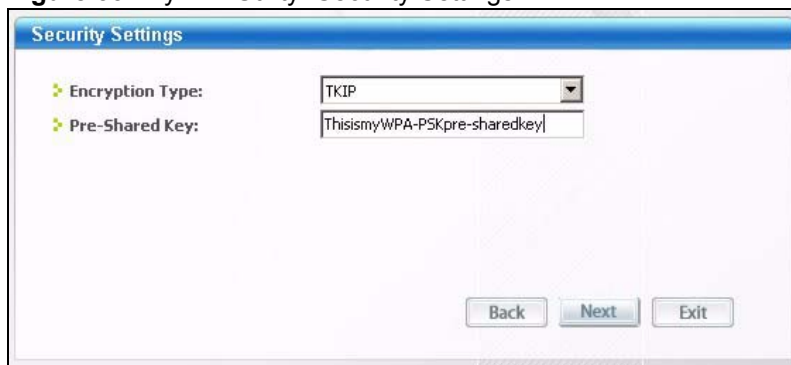 Security Settings
Encryption Type: TKIP
Pre-Shared Key: ThisismyWPA-PSKpre-sharedkey
Back Next Exit